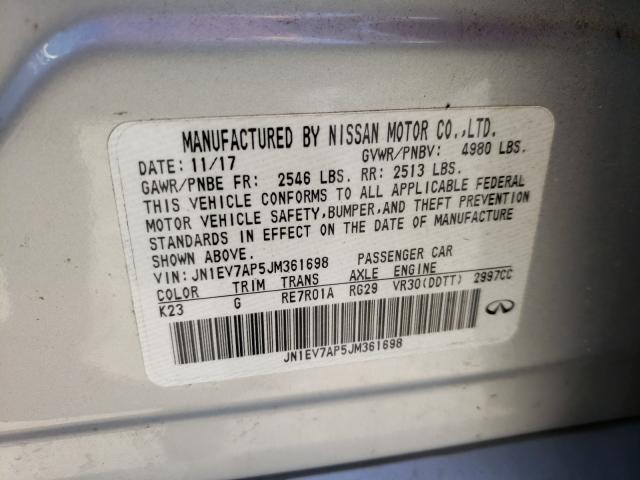 MANUFACTURED BY NISSAN MOTOR CO.,LTD.
DATE: 11/17 GVWR/PNBV: 4980 LBS.
GAWR/PNBE FR: 2546 LBS. RR: 2513 LBS.
THIS VEHICLE CONFORMS TO ALL APPLICABLE FEDERAL
MOTOR VEHICLE SAFETY,BUMPER,AND THEFT PREVENTION
STANDARDS IN EFFECT ON THE DATE OF MANUFACTURE
SHOWN ABOVE.
VIN: JN1EV7AP5JM361698 PASSENGER CAR
COLOR TRIM TRANS AXLE ENGINE
K23 G RE7R01A RG29 VR30(DDTT) 2997CC
JN1EV7AP5JM361698